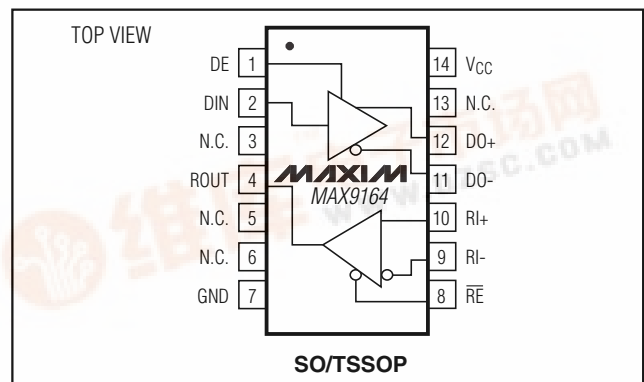 TOP VIEW
DE 1
DIN 2
N.C. 3
ROUT 4
N.C. 5
N.C. 6
GND 7
14 VCC
13 N.C.
12 DO+
11 DO-
10 RI+
9 RI-
8 R̅E̅
MAXIM
MAX9164
SO/TSSOP